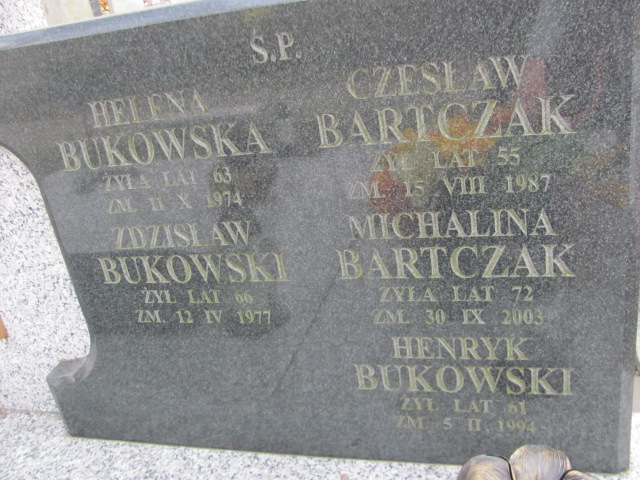 Ś.P.
HELENA
BUKOWSKA
ŻYŁA LAT 63
ZM. 11 X 1974
ZDZISŁAW
BUKOWSKI
ŻYŁ LAT 66
ZM. 12 IV 1977
CZESŁAW
BARTCZAK
ŻYŁ LAT 55
ZM. 15 VIII 1987
MICHALINA
BARTCZAK
ŻYŁA LAT 72
ZM. 30 IX 2003
HENRYK
BUKOWSKI
ŻYŁ LAT 61
ZM. 5 II 1994